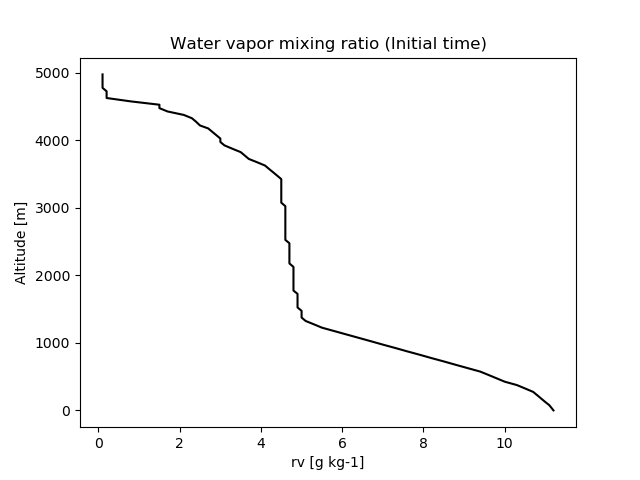 Water vapor mixing ratio (Initial time)
5000
4000
3000
2000
1000
0
Altitude [m]
0 2 4 6 8 10
rv [g kg-1]